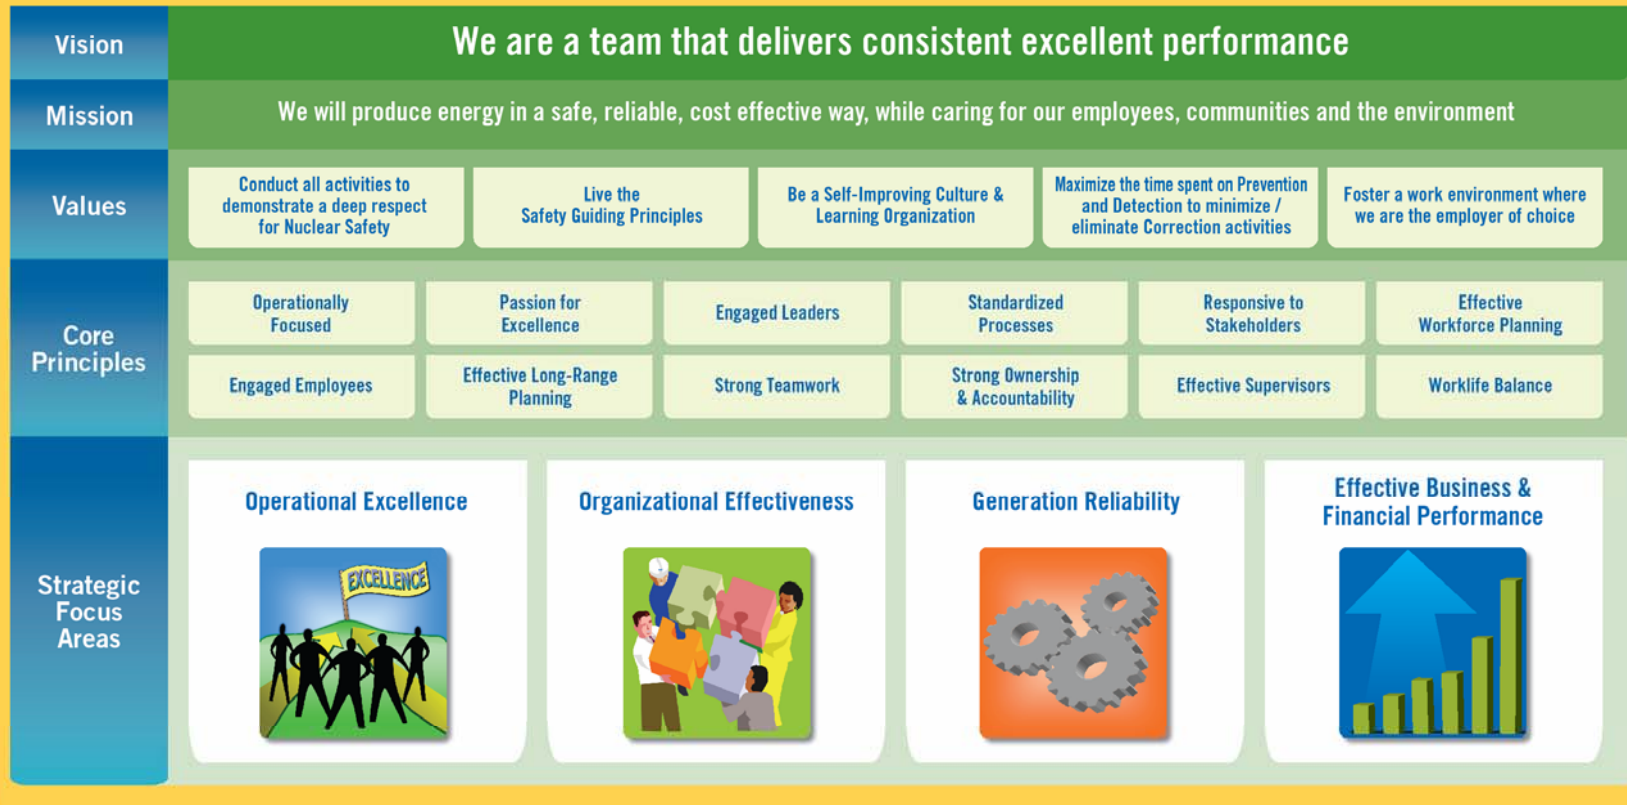 Vision
We are a team that delivers consistent excellent performance
Mission
We will produce energy in a safe, reliable, cost effective way, while caring for our employees, communities and the environment
Values
Conduct all activities to
demonstrate a deep respect
for Nuclear Safety
Live the
Safety Guiding Principles
Be a Self-Improving Culture &
Learning Organization
Maximize the time spent on Prevention
and Detection to minimize /
eliminate Correction activities
Foster a work environment where
we are the employer of choice
Core
Principles
Operationally
Focused
Passion for
Excellence
Engaged Leaders
Standardized
Processes
Responsive to
Stakeholders
Effective
Workforce Planning
Engaged Employees
Effective Long-Range
Planning
Strong Teamwork
Strong Ownership
& Accountability
Effective Supervisors
Worklife Balance
Strategic
Focus
Areas
Operational Excellence
EXCELLENCE
Organizational Effectiveness
Generation Reliability
Effective Business &
Financial Performance